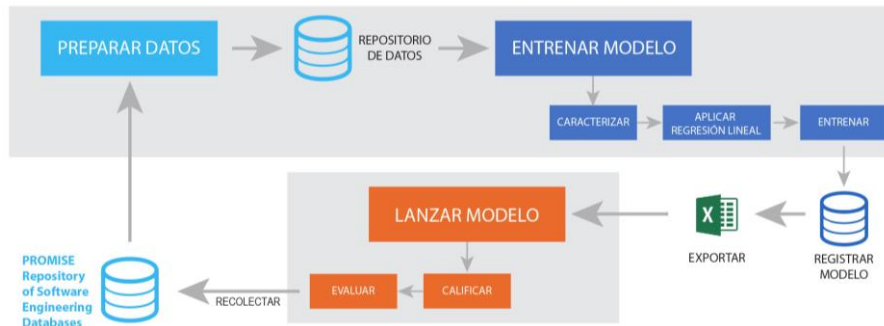 PREPARAR DATOS
REPOSITORIO
DE DATOS
ENTRENAR MODELO
CARACTERIZAR
APLICAR
REGRESIÓN LINEAL
ENTRENAR
LANZAR MODELO
X
EXPORTAR
REGISTRAR
MODELO
PROMISE
Repository
of Software
Engineering
Databases
RECOLECTAR
EVALUAR
CALIFICAR